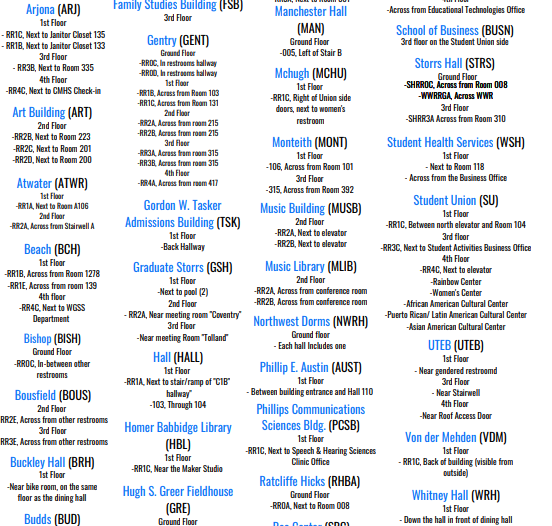 Arjona (ARJ)
1st Floor
- RR1C, Next to Janitor Closet 135
- RR1B, Next to Janitor Closet 133
3rd Floor
- RR3B, Next to Room 335
4th Floor
-RR4C, Next to CMHS Check-in
Art Building (ART)
2nd Floor
-RR2B, Next to Room 223
-RR2C, Next to Room 201
-RR2D, Next to Room 200
Atwater (ATWR)
1st Floor
-RR1A, Next to Room A106
2nd Floor
-RR2A, Across from Stairwell A
Beach (BCH)
1st Floor
-RR1B, Across from Room 1278
-RR1E, Across from room 139
4th floor
-RR4C, Next to WGSS
Department
Bishop (BISH)
Ground Floor
-RR0C, In-between other
restrooms
Bousfield (BOUS)
2nd Floor
RR2E, Across from other restrooms
3rd Floor
RR3E, Across from other restrooms
Buckley Hall (BRH)
1st Floor
-Near bike room, on the same
floor as the dining hall
Budds (BUD)
Family Studies Building (FSB)
3rd Floor
Gentry (GENT)
Ground Floor
-RR0C, In restrooms hallway
-RR0D, In restrooms hallway
1st Floor
-RR1B, Across from Room 103
-RR1C, Across from Room 131
2nd Floor
-RR2A, Across from room 215
-RR2B, Across from room 215
3rd Floor
-RR3A, Across from room 315
-RR3B, Across from room 315
4th Floor
-RR4A, Across from room 417
Gordon W. Tasker
Admissions Building (TSK)
1st Floor
-Back Hallway
Graduate Storrs (GSH)
1st Floor
-Next to pool (2)
2nd Floor
- RR2A, Near meeting room "Coventry"
3rd Floor
-Near meeting Room "Tolland"
Hall (HALL)
1st Floor
-RR1A, Next to stair/ramp of "C1B"
hallway"
-103, Through 104
Homer Babbidge Library
(HBL)
1st Floor
-RR1C, Near the Maker Studio
Hugh S. Greer Fieldhouse
(GRE)
Ground Floor
Manchester Hall
(MAN)
Ground Floor
-005, Left of Stair B
Mchugh (MCHU)
1st Floor
-RR1C, Right of Union side
doors, next to women's
restroom
Monteith (MONT)
1st Floor
-106, Across from Room 101
3rd Floor
-315, Across from Room 392
Music Building (MUSB)
2nd Floor
-RR2A, Next to elevator
-RR2B, Next to elevator
Music Library (MLIB)
2nd Floor
-RR2A, Across from conference room
-RR2B, Across from conference room
Northwest Dorms (NWRH)
Ground floor
- Each hall Includes one
Phillip E. Austin (AUST)
1st Floor
- Between building entrance and Hall 110
Phillips Communications
Sciences Bldg. (PCSB)
1st Floor
-RR1C, Next to Speech & Hearing Sciences
Clinic Office
Ratcliffe Hicks (RHBA)
Ground Floor
-RR0A, Next to Room 008
-Across from Educational Technologies Office
School of Business (BUSN)
3rd floor on the Student Union side
Storrs Hall (STRS)
Ground Floor
-SHRR0C, Across from Room 008
-WWRRGA, Across WWR
3rd Floor
-SHRR3A Across from Room 310
Student Health Services (WSH)
1st Floor
- Next to Room 118
- Across from the Business Office
Student Union (SU)
1st Floor
-RR1C, Between north elevator and Room 104
3rd floor
-RR3C, Next to Student Activities Business Office
4th Floor
-RR4C, Next to elevator
-Rainbow Center
-Women's Center
-African American Cultural Center
-Puerto Rican/ Latin American Cultural Center
-Asian American Cultural Center
UTEB (UTEB)
1st Floor
- Near gendered restroomd
3rd Floor
- Near Stairwell
4th Floor
-Near Roof Access Door
Von der Mehden (VDM)
1st Floor
- RR1C, Back of building (visible from
outside)
Whitney Hall (WRH)
1st Floor
- Down the hall in front of dining hall